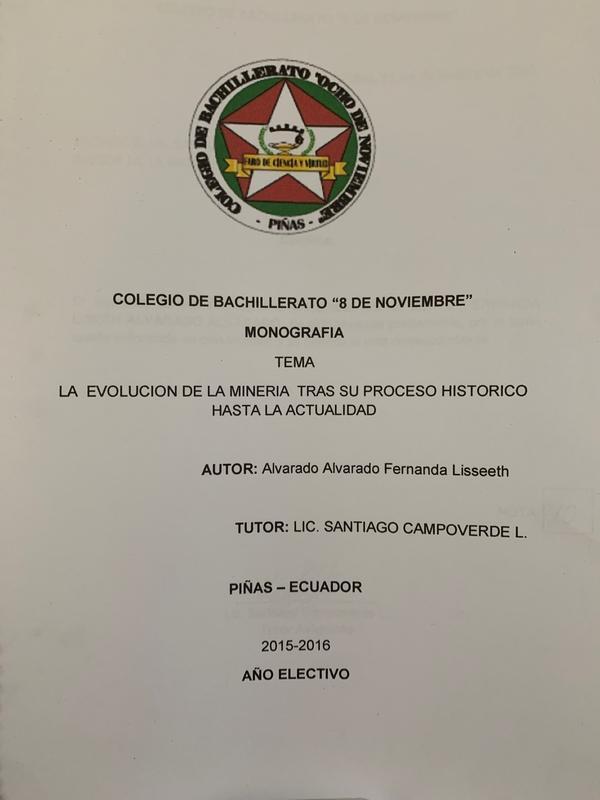 COLEGIO DE BACHILLERATO "OCHO DE NOVIEMBRE"
FARO DE CIENCIA Y VIRTUD
- PIÑAS -
COLEGIO DE BACHILLERATO “8 DE NOVIEMBRE”
MONOGRAFIA
TEMA
LA EVOLUCION DE LA MINERIA TRAS SU PROCESO HISTORICO
HASTA LA ACTUALIDAD
AUTOR: Alvarado Alvarado Fernanda Lisseeth
TUTOR: LIC. SANTIAGO CAMPOVERDE L.
PIÑAS – ECUADOR
2015-2016
AÑO ELECTIVO